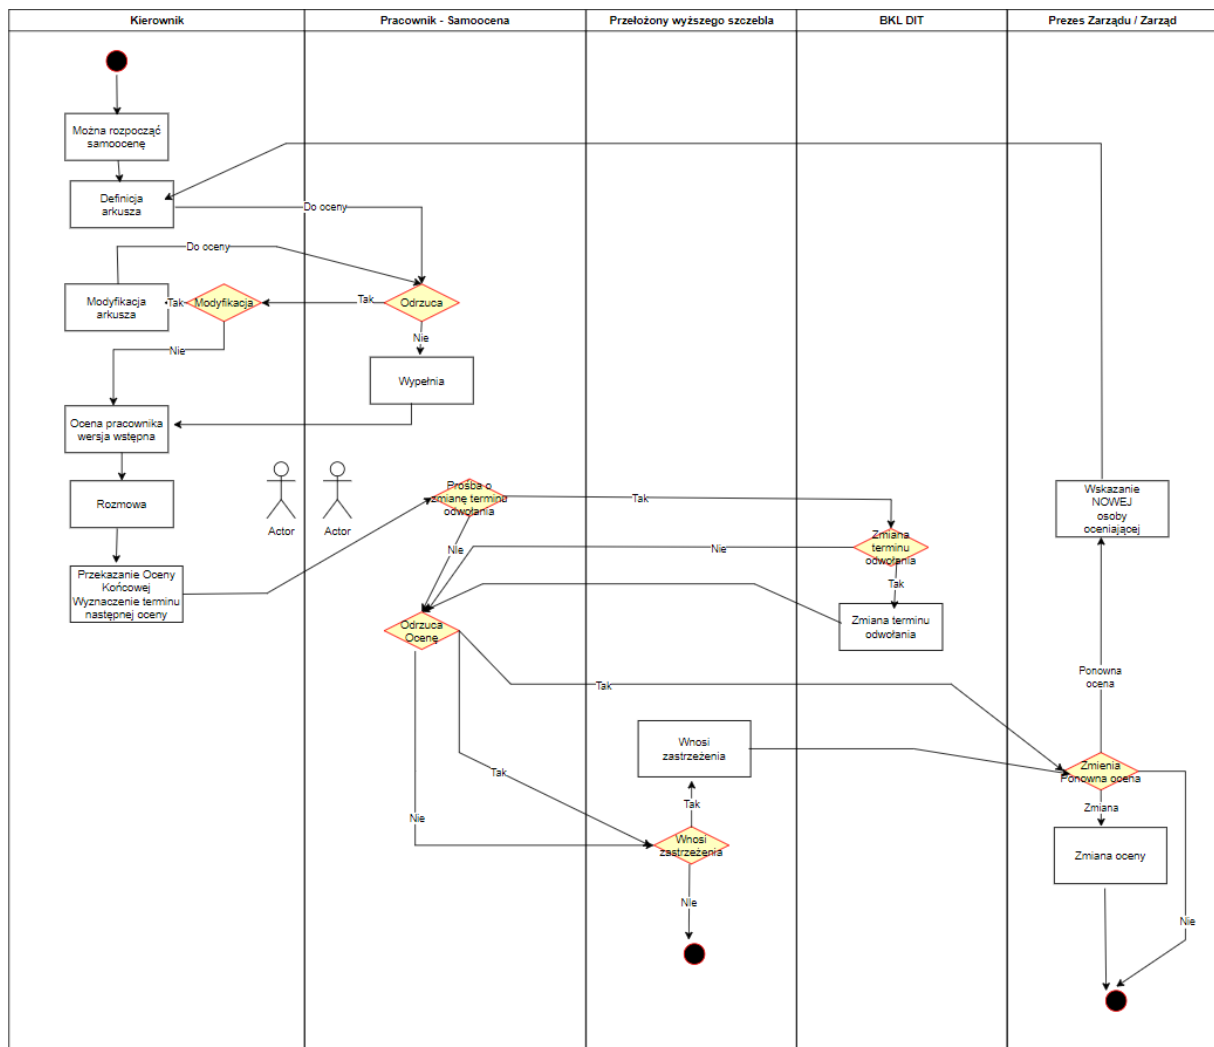 Kierownik
Pracownik - Samoocena
Przełożony wyższego szczebla
BKL DIT
Prezes Zarządu / Zarząd
Można rozpocząć
samoocenę
Definicja
arkusza
Do oceny
Do oceny
Modyfikacja
arkusza
Tak
Modyfikacja
Tak
Odrzuca
Nie
Nie
Wypełnia
Ocena pracownika
wersja wstępna
Rozmowa
Actor
Actor
Prośba o
zmianę terminu
odwołania
Tak
Wskazanie
NOWEJ
osoby
oceniającej
NIe
Nie
Zmiana
terminu
odwołania
Tak
Przekazanie Oceny
Końcowej
Wyznaczenie terminu
następnej oceny
Odrzuca
Ocenę
Zmiana terminu
odwołania
Tak
Ponowna
ocena
Wnosi
zastrzeżenia
Tak
Zmienia
Ponowna ocena
Tak
Zmiana
Nie
Wnosi
zastrzeżenia
Zmiana oceny
NIe
Nie